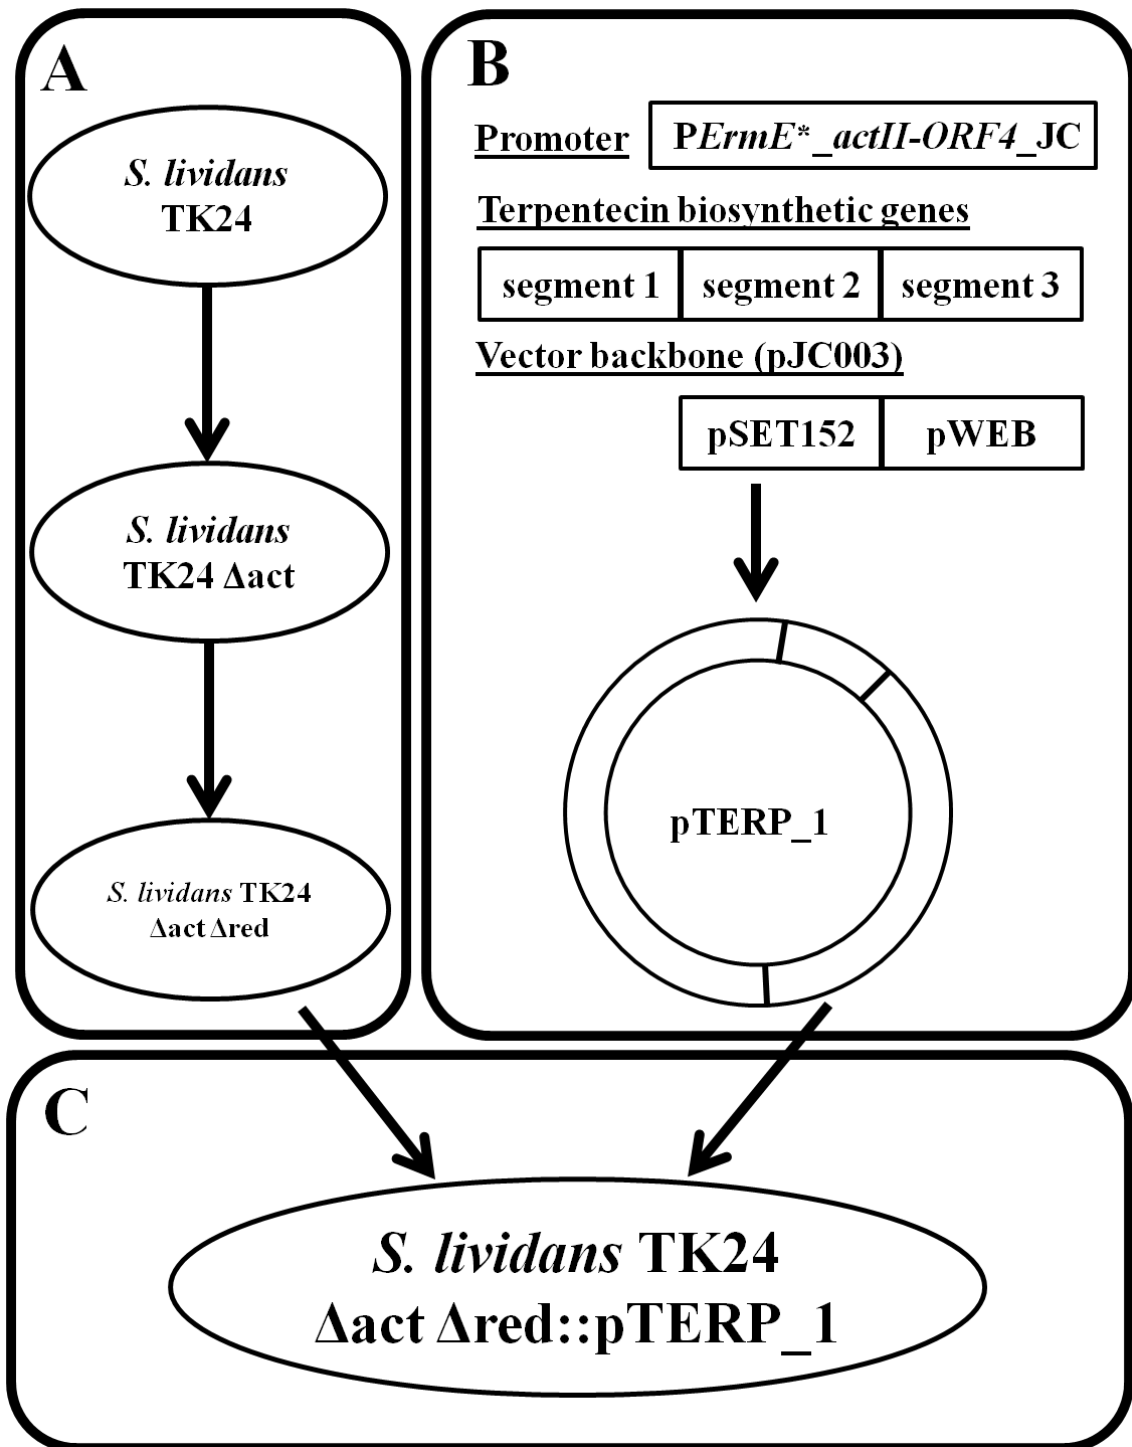 A
S. lividans
TK24
S. lividans
TK24 Δact
S. lividans TK24
Δact Δred
B
Promoter PErmE*_actII-ORF4_JC
Terpentecin biosynthetic genes
segment 1 segment 2 segment 3
Vector backbone (pJC003)
pSET152 pWEB
pTERP_1
C
S. lividans TK24
Δact Δred::pTERP_1